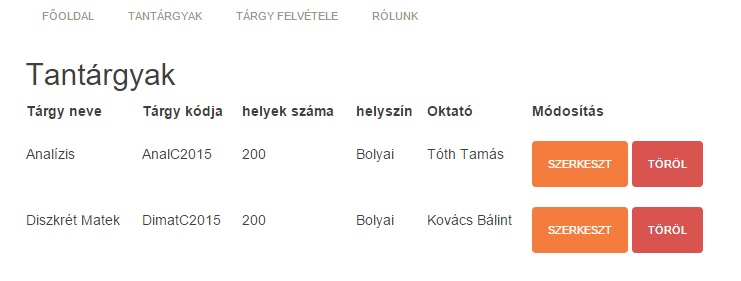 FŐOLDAL TANTÁRGYAK TÁRGY FELVÉTELE RÓLUNK
Tantárgyak
Tárgy neve Tárgy kódja helyek száma helyszín Oktató Módosítás
Analízis AnalC2015 200 Bolyai Tóth Tamás SZERKESZT TÖRÖL
Diszkrét Matek DimatC2015 200 Bolyai Kovács Bálint SZERKESZT TÖRÖL